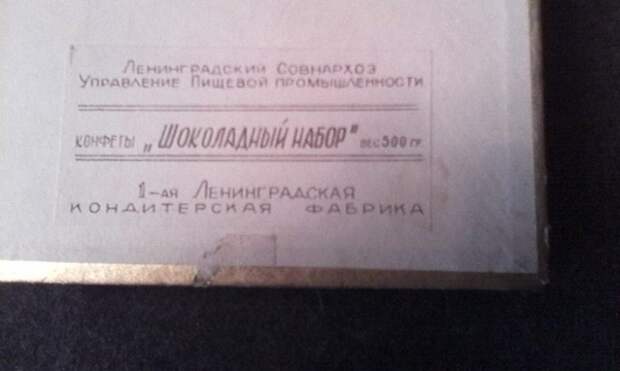 Ленинградский Совнархоз
Управление Пищевой промышленности
конфеты „Шоколадный набор" вес 500 гр
1-ая Ленинградская
кондитерская фабрика